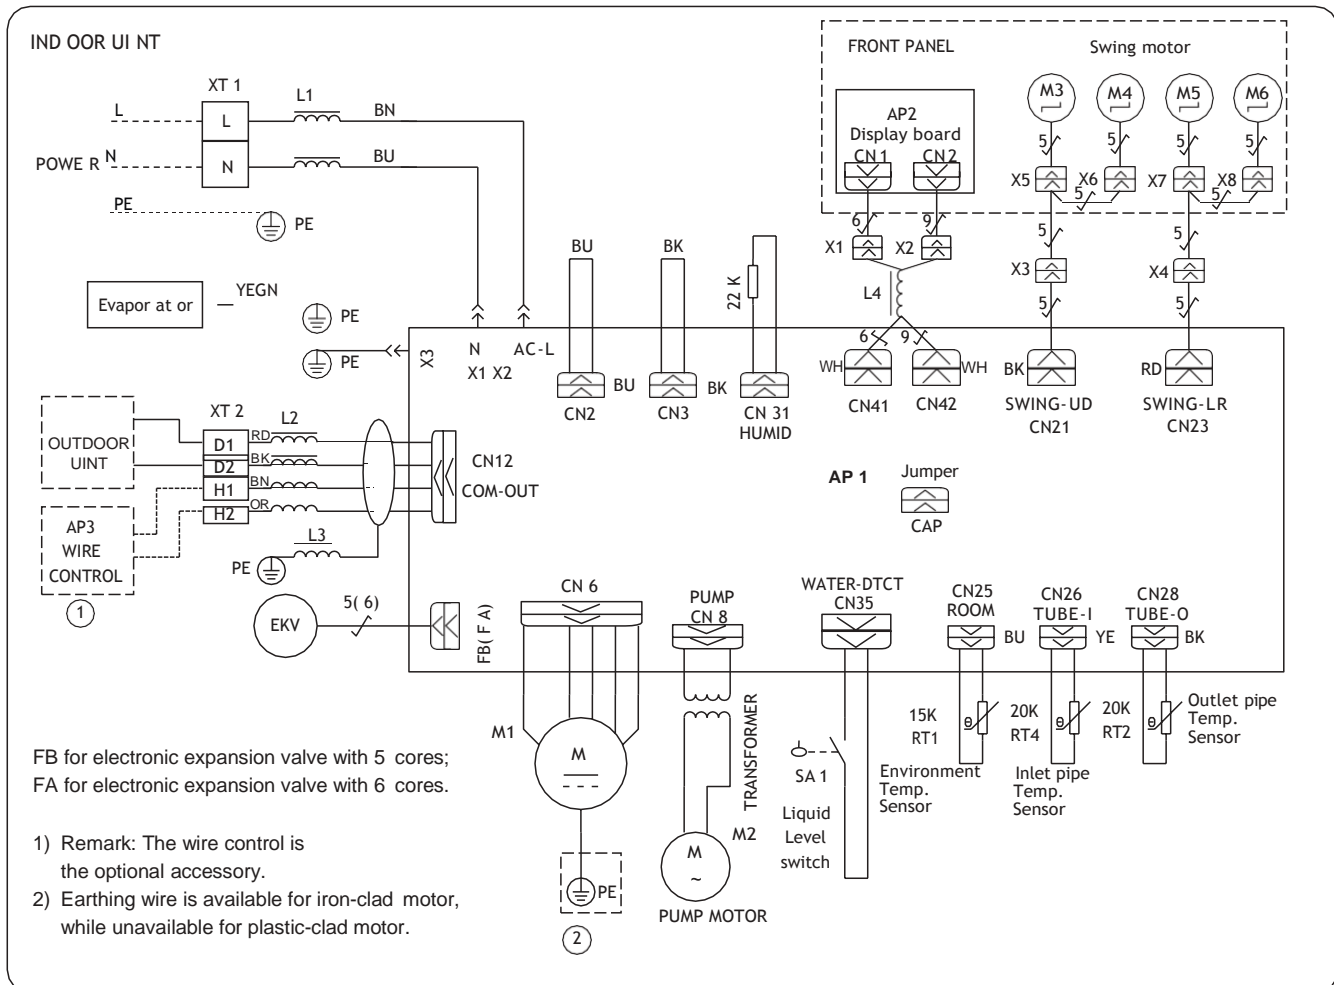 IND OOR UI NT
FRONT PANEL
Swing motor
XT 1
L1
L
L
BN
POWE R
N
N
BU
PE
PE
M3
M4
M5
M6
AP2
Display board
CN1
CN2
5
5
5
5
X5
X6
X7
X8
5
5
6
9
X1
X2
5
5
X3
X4
L4
5
5
6
9
Evapor at or
YEGN
PE
PE
X3
N
AC-L
X1 X2
BU
BK
22 K
CN2
BU
CN3
BK
CN 31
HUMID
WH
WH
CN41
CN42
BK
RD
SWING-UD
CN21
SWING-LR
CN23
AP 1
Jumper
CAP
OUTDOOR
UINT
XT 2
L2
D1
RD
D2
BK
H1
BN
H2
OR
CN12
COM-OUT
AP3
WIRE
CONTROL
1
L3
PE
EKV
5( 6)
FB( F A)
CN 6
PUMP
CN 8
WATER-DTCT
CN35
CN25
ROOM
BU
CN26
TUBE-I
YE
CN28
TUBE-O
BK
M1
M
PE
2
TRANSFORMER
M2
M
~
PUMP MOTOR
SA 1
Liquid
Level
switch
15K
RT1
θ
Environment
Temp.
Sensor
20K
RT4
θ
Inlet pipe
Temp.
Sensor
20K
RT2
θ
Outlet pipe
Temp.
Sensor
FB for electronic expansion valve with 5 cores;
FA for electronic expansion valve with 6 cores.
1) Remark: The wire control is
the optional accessory.
2) Earthing wire is available for iron-clad motor,
while unavailable for plastic-clad motor.